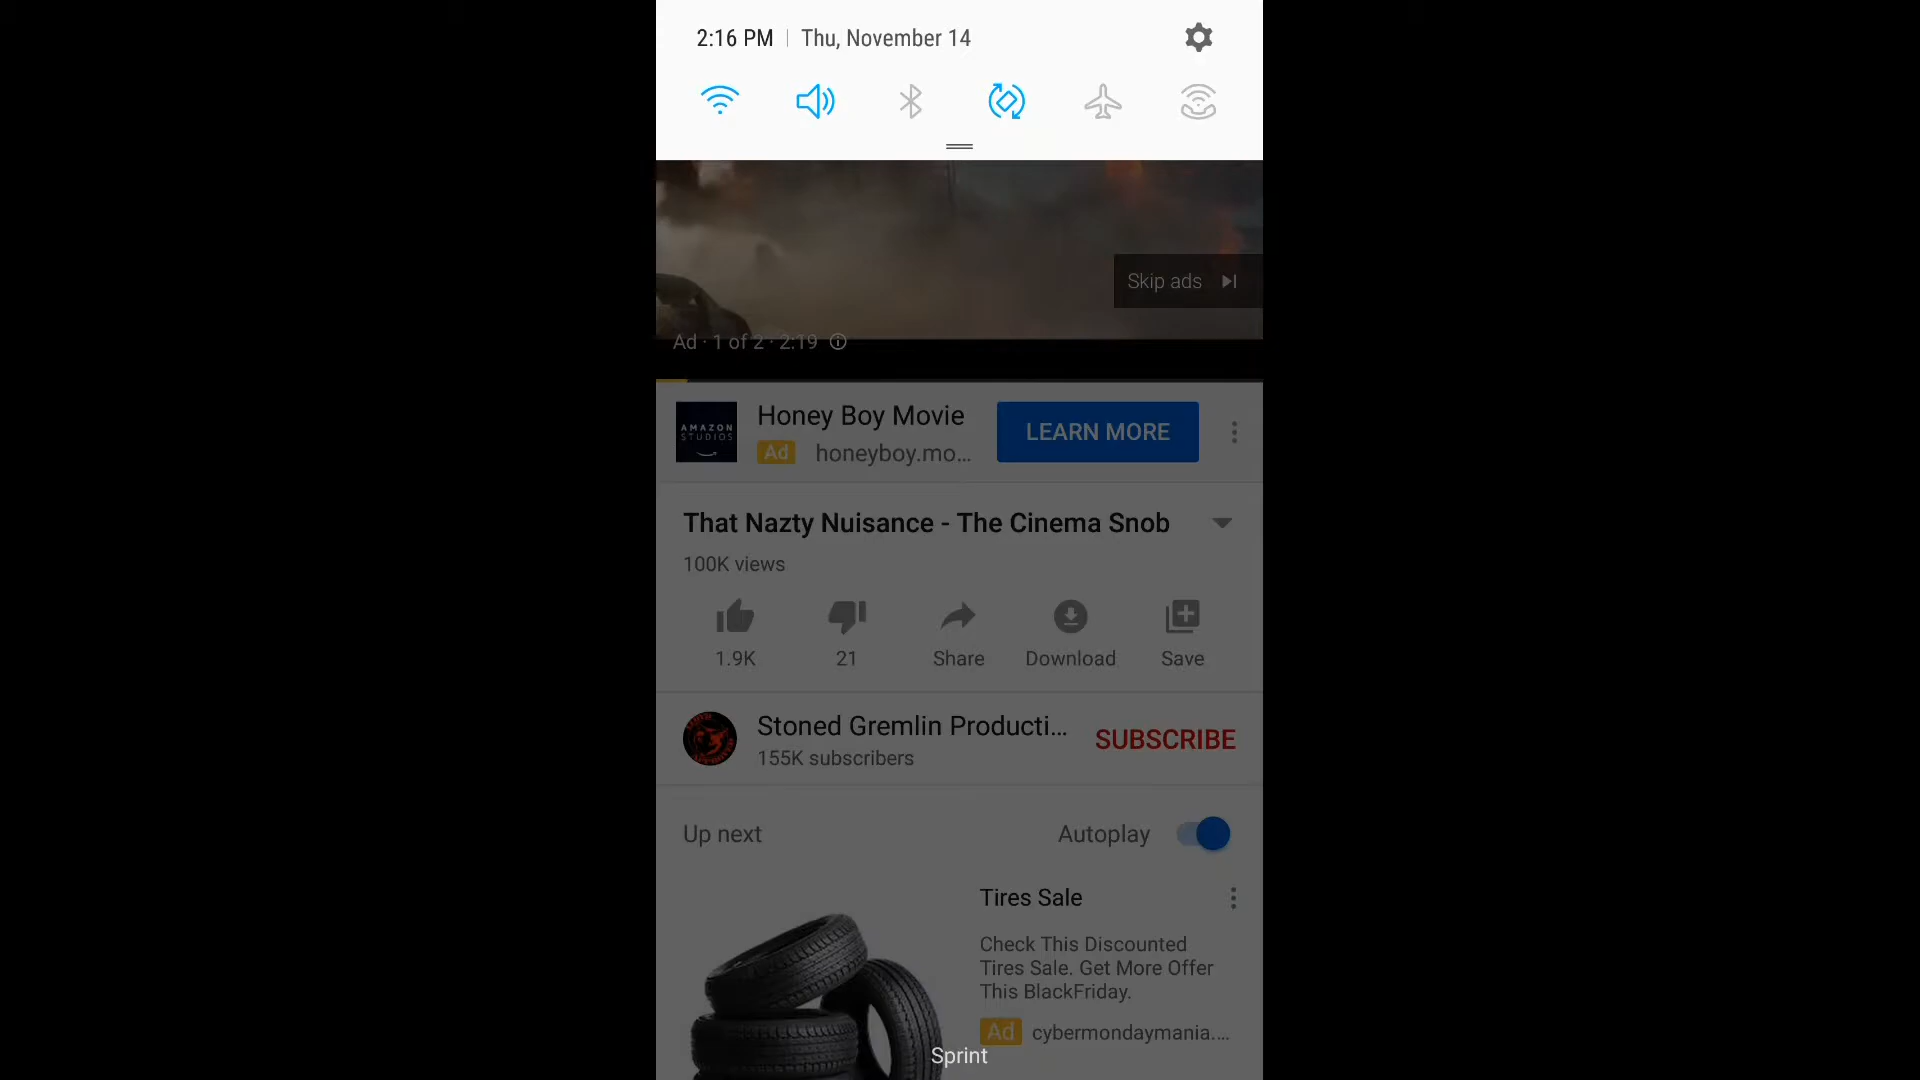 2:16 PM | Thu, November 14
Skip ads
Ad · 1 of 2 · 2:19
AMAZON
STUDIOS
Honey Boy Movie
Ad honeyboy.mo...
LEARN MORE
That Nazty Nuisance - The Cinema Snob
100K views
1.9K
21
Share
Download
Save
Stoned Gremlin Producti...
155K subscribers
SUBSCRIBE
Up next
Autoplay
Tires Sale
Check This Discounted
Tires Sale. Get More Offer
This BlackFriday.
Ad cybermondaymania....
Sprint